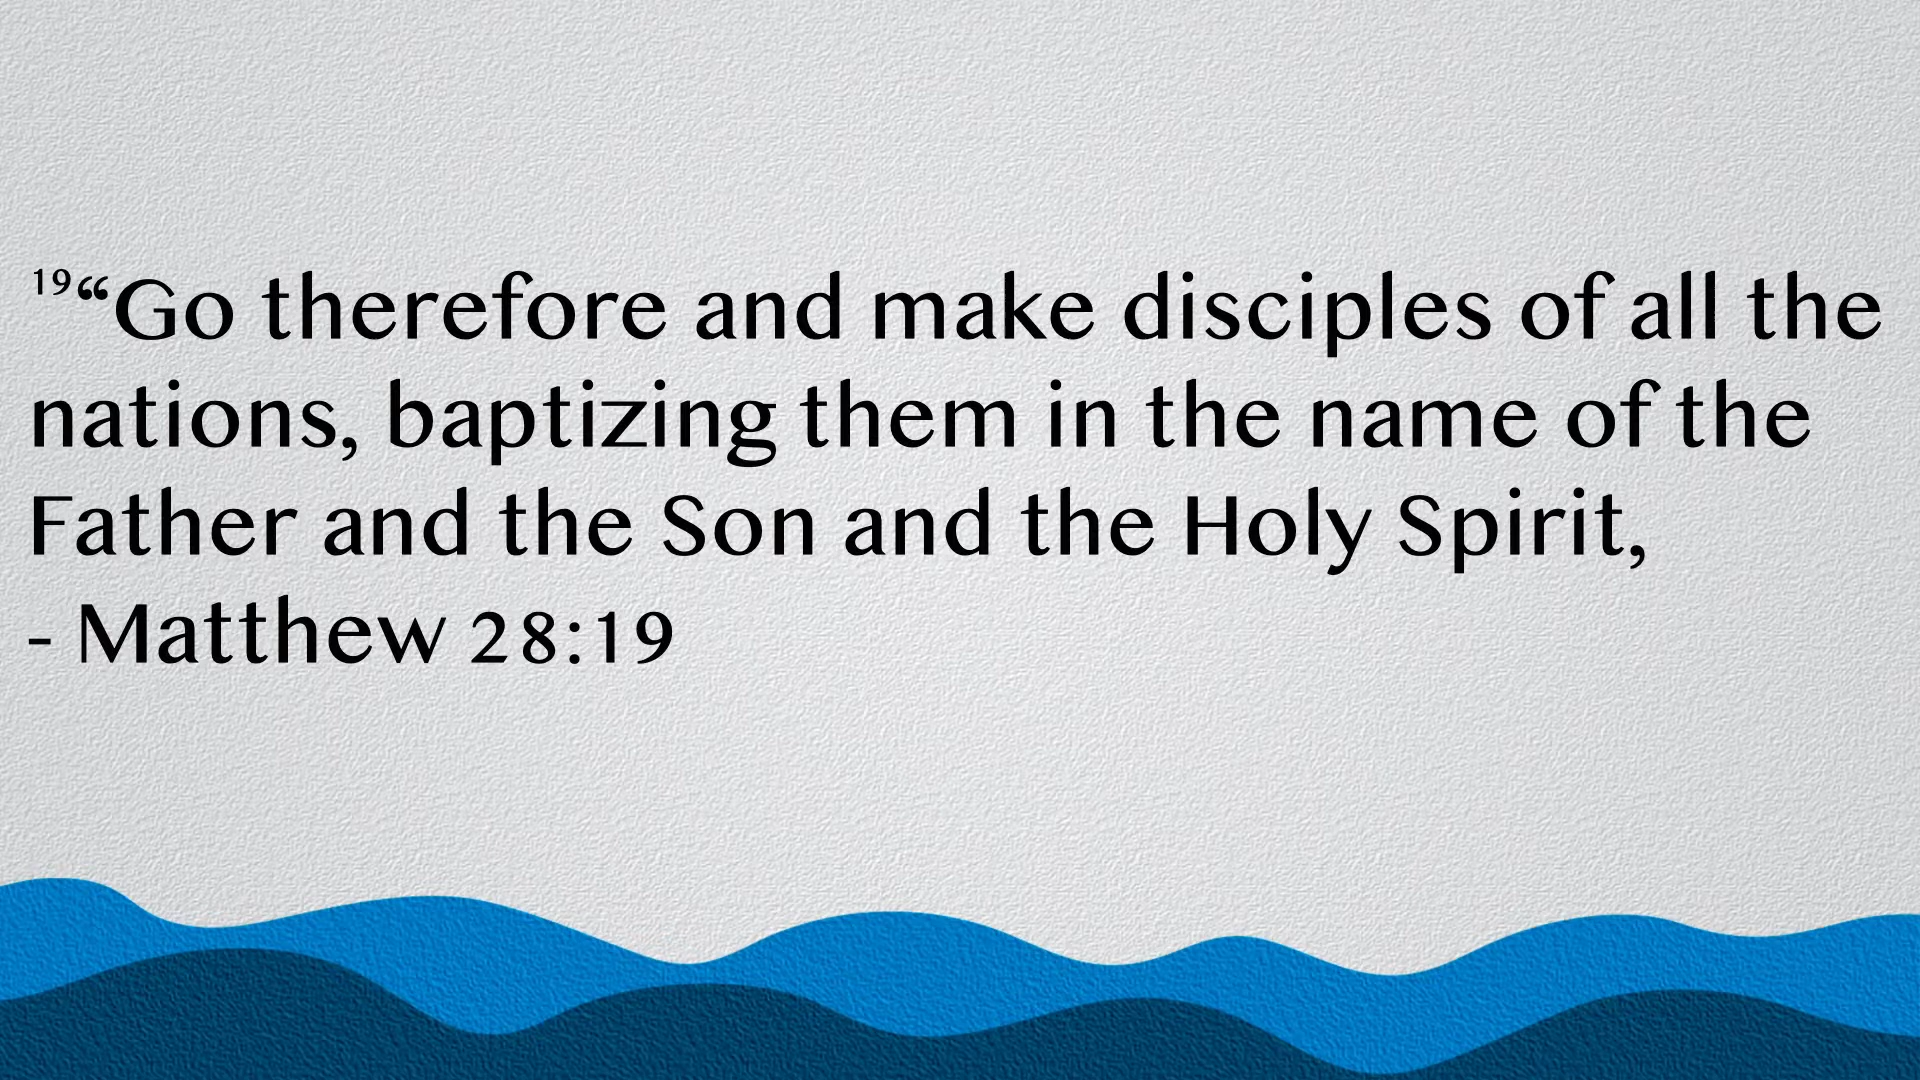 ¹⁹“Go therefore and make disciples of all the
nations, baptizing them in the name of the
Father and the Son and the Holy Spirit,
- Matthew 28:19